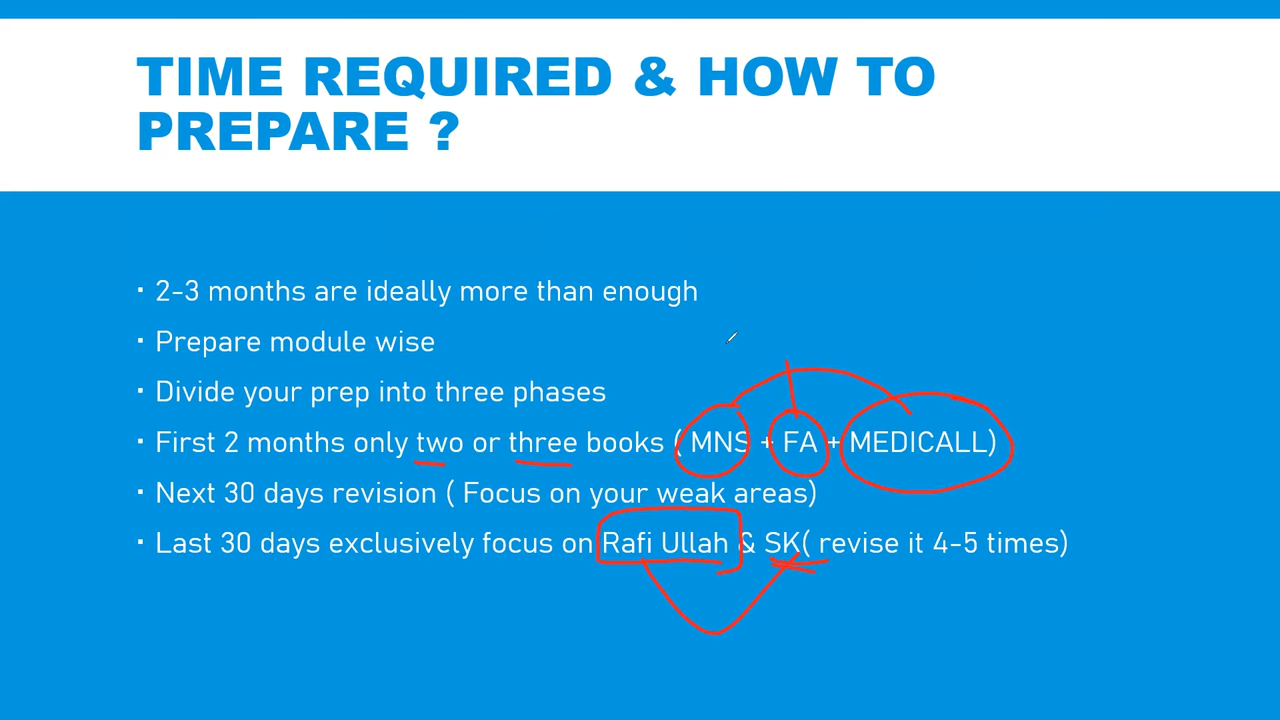 TIME REQUIRED & HOW TO
PREPARE ?
▪ 2-3 months are ideally more than enough
▪ Prepare module wise
▪ Divide your prep into three phases
▪ First 2 months only two or three books ( MNS + FA + MEDICALL)
▪ Next 30 days revision ( Focus on your weak areas)
▪ Last 30 days exclusively focus on Rafi Ullah & SK( revise it 4-5 times)